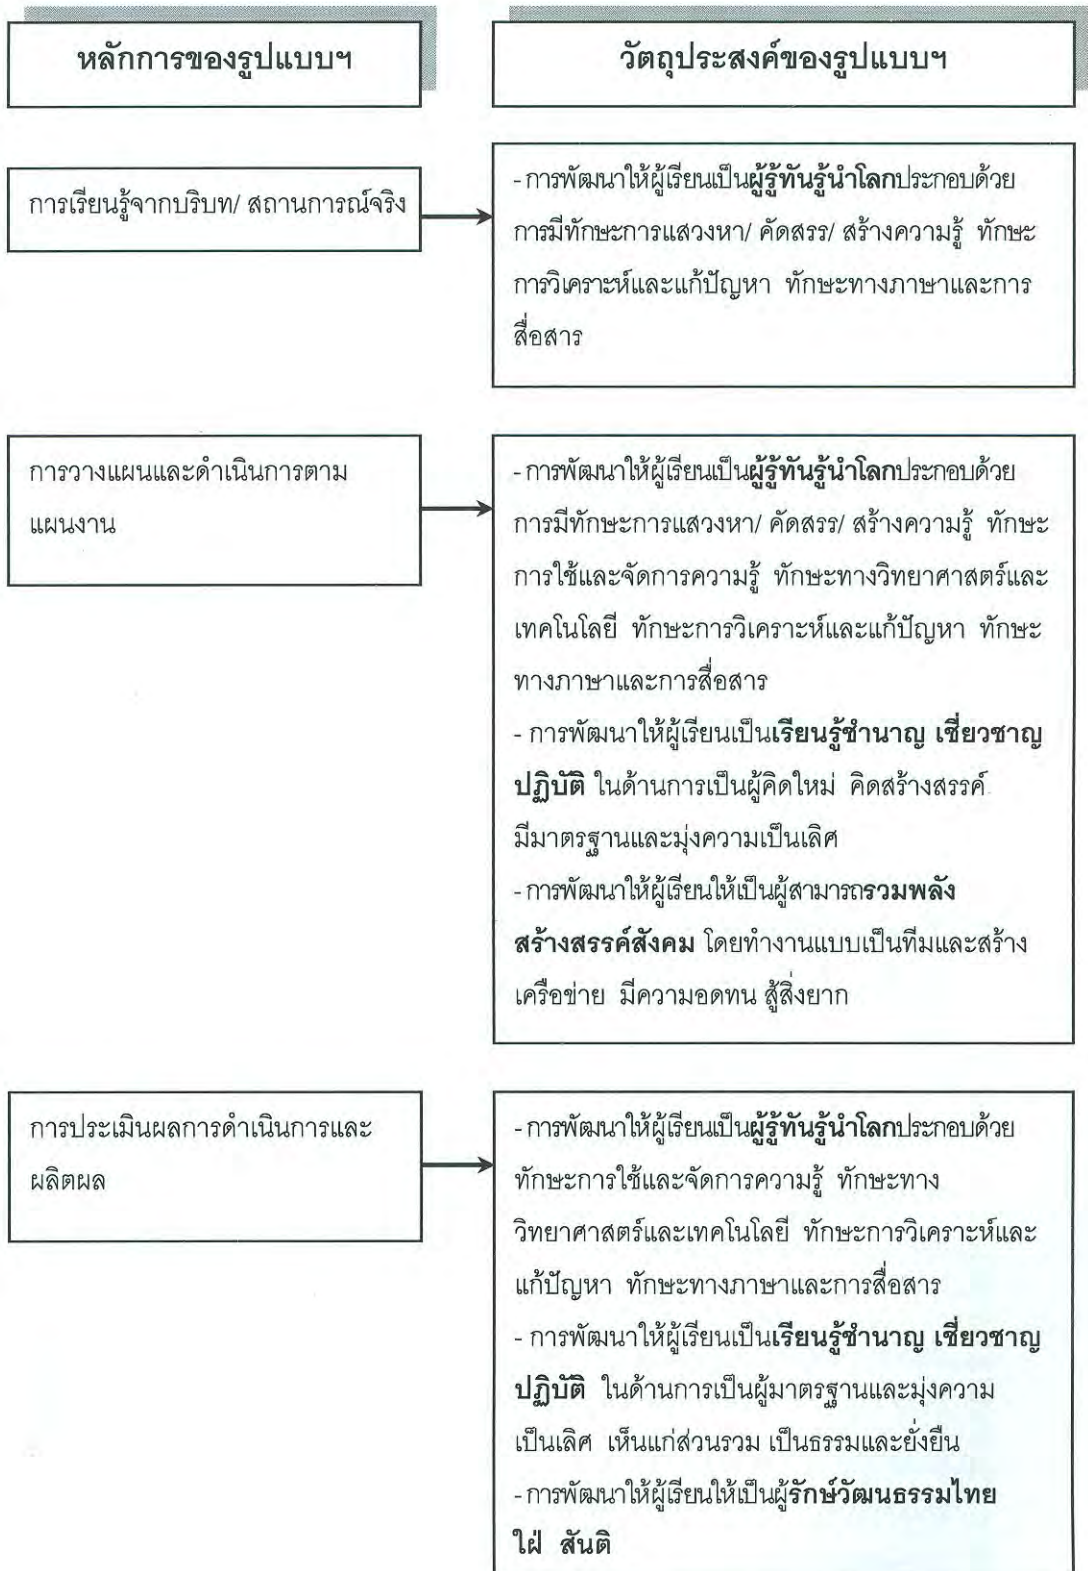 หลักการของรูปแบบฯ
วัตถุประสงค์ของรูปแบบฯ
การเรียนรู้จากบริบท/ สถานการณ์จริง
- การพัฒนาให้ผู้เรียนเป็นผู้รู้ทันรู้นำโลกประกอบด้วย
การมีทักษะการแสวงหา/ คัดสรร/ สร้างความรู้ ทักษะ
การวิเคราะห์และแก้ปัญหา ทักษะทางภาษาและการ
สื่อสาร
การวางแผนและดำเนินการตาม
แผนงาน
- การพัฒนาให้ผู้เรียนเป็นผู้รู้ทันรู้นำโลกประกอบด้วย
การมีทักษะการแสวงหา/ คัดสรร/ สร้างความรู้ ทักษะ
การใช้และจัดการความรู้ ทักษะทางวิทยาศาสตร์และ
เทคโนโลยี ทักษะการวิเคราะห์และแก้ปัญหา ทักษะ
ทางภาษาและการสื่อสาร
- การพัฒนาให้ผู้เรียนเป็นเรียนรู้ชำนาญ เชี่ยวชาญ
ปฏิบัติ ในด้านการเป็นผู้คิดใหม่ คิดสร้างสรรค์
มีมาตรฐานและมุ่งความเป็นเลิศ
- การพัฒนาให้ผู้เรียนให้เป็นผู้สามารถรวมพลัง
สร้างสรรค์สังคม โดยทำงานแบบเป็นทีมและสร้าง
เครือข่าย มีความอดทน สู้สิ่งยาก
การประเมินผลการดำเนินการและ
ผลิตผล
- การพัฒนาให้ผู้เรียนเป็นผู้รู้ทันรู้นำโลกประกอบด้วย
ทักษะการใช้และจัดการความรู้ ทักษะทาง
วิทยาศาสตร์และเทคโนโลยี ทักษะการวิเคราะห์และ
แก้ปัญหา ทักษะทางภาษาและการสื่อสาร
- การพัฒนาให้ผู้เรียนเป็นเรียนรู้ชำนาญ เชี่ยวชาญ
ปฏิบัติ ในด้านการเป็นผู้มาตรฐานและมุ่งความ
เป็นเลิศ เห็นแก่ส่วนรวม เป็นธรรมและยั่งยืน
- การพัฒนาให้ผู้เรียนให้เป็นผู้รักษ์วัฒนธรรมไทย
ใฝ่ สันติ